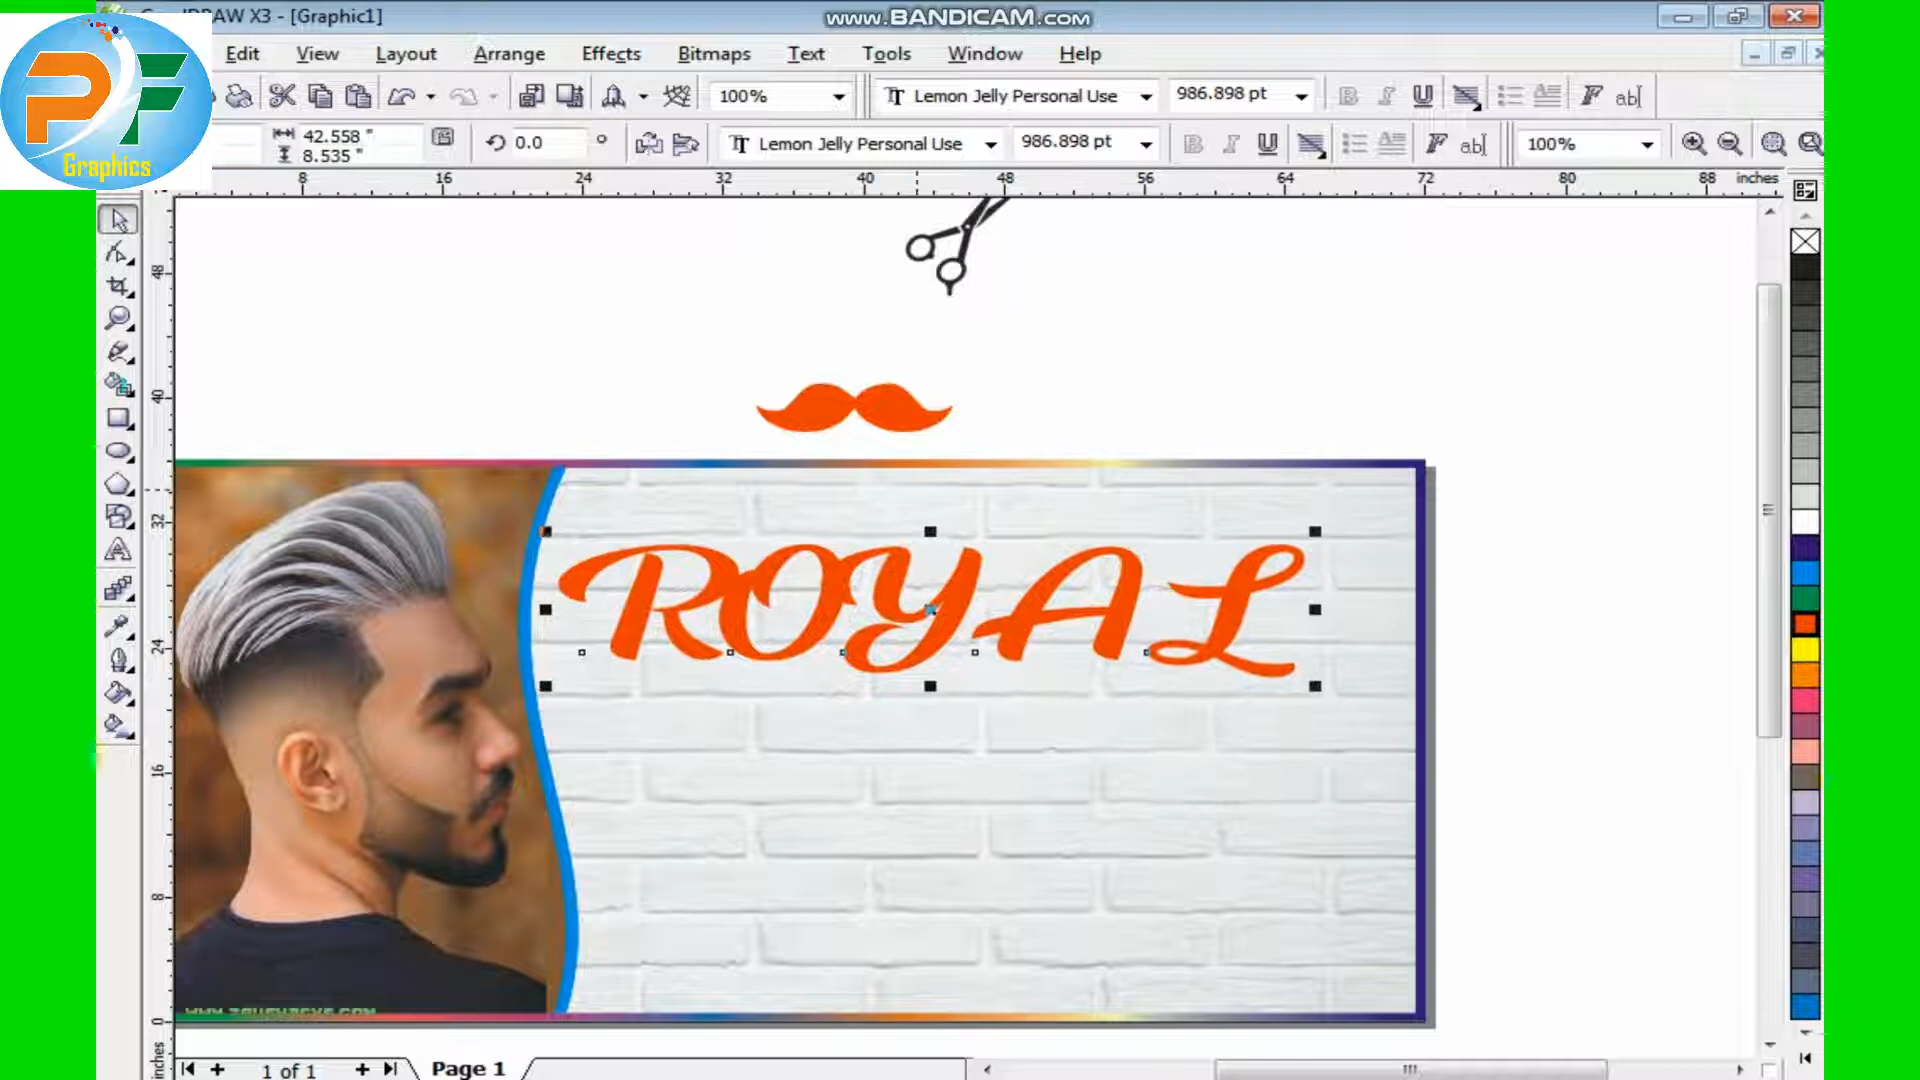 DRAW X3 - [Graphic1]
www.BANDICAM.com
PF
Graphics
Edit View Layout Arrange Effects Bitmaps Text Tools Window Help
100% Lemon Jelly Personal Use 986.898 pt
42.558 "
8.535 "
0.0 ° Lemon Jelly Personal Use 986.898 pt 100%
8 16 24 32 40 48 56 64 72 80 88 inches
48
40
32
24
16
8
0
inches
ROYAL
1 of 1 Page 1